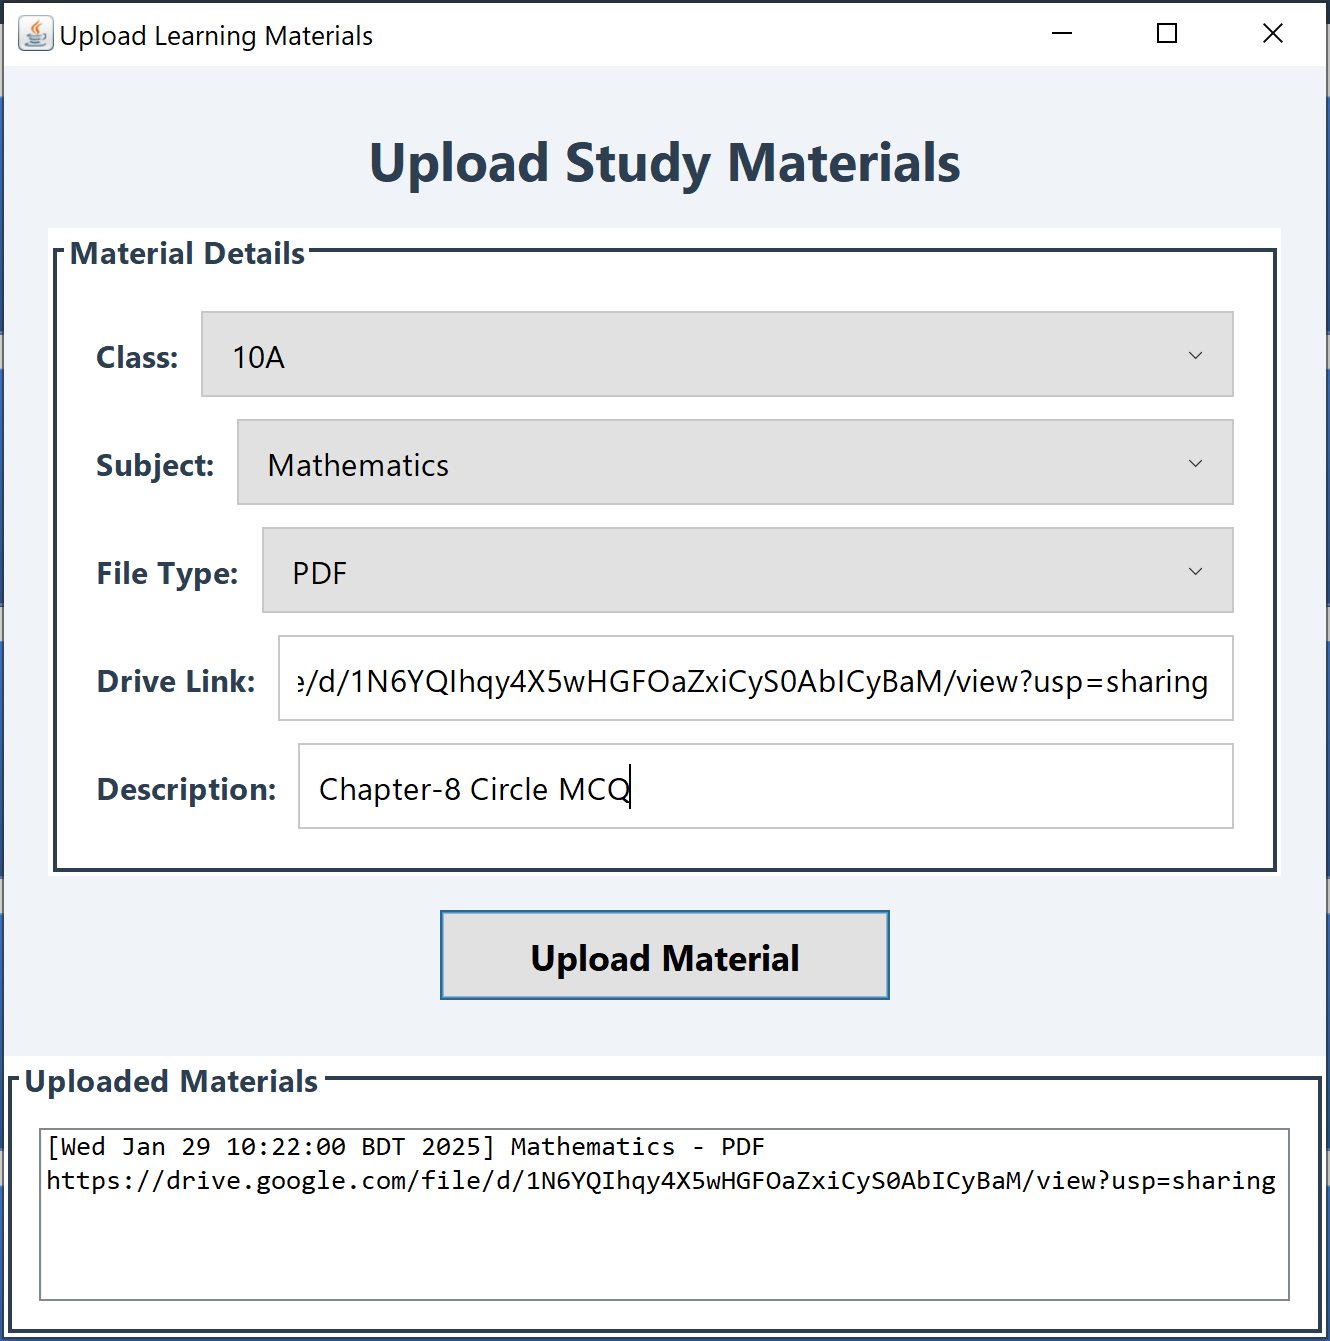 Upload Learning Materials
Upload Study Materials
Material Details
Class: 10A
Subject: Mathematics
File Type: PDF
Drive Link: e/d/1N6YQIhqy4X5wHGFOaZxiCyS0AbICyBaM/view?usp=sharing
Description: Chapter-8 Circle MCQ
Upload Material
Uploaded Materials
[Wed Jan 29 10:22:00 BDT 2025] Mathematics - PDF
https://drive.google.com/file/d/1N6YQIhqy4X5wHGFOaZxiCyS0AbICyBaM/view?usp=sharing